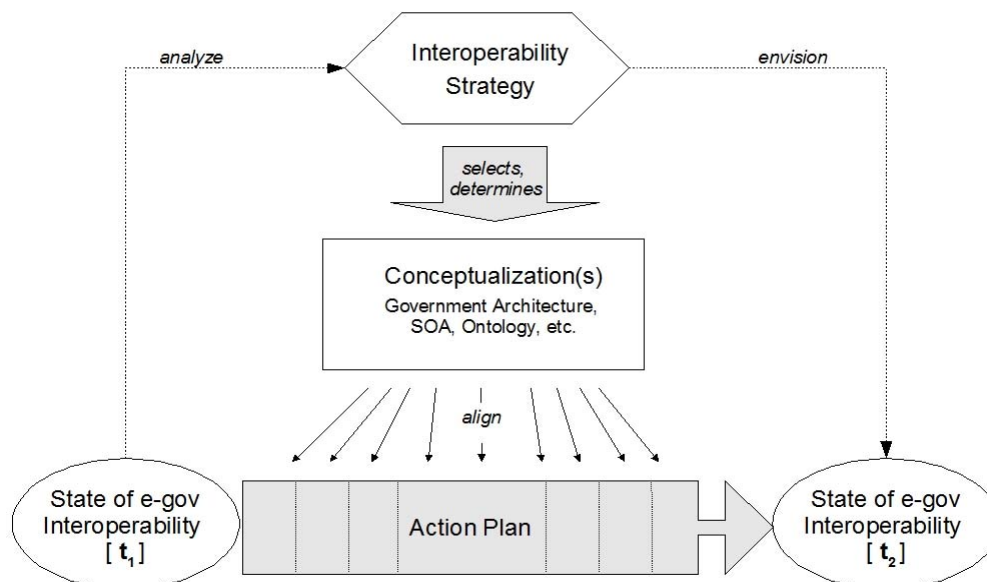 Interoperability
Strategy
analyze
envision
selects,
determines
Conceptualization(s)
Government Architecture,
SOA, Ontology, etc.
align
State of e-gov
Interoperability
[ t₁ ]
Action Plan
State of e-gov
Interoperability
[ t₂ ]